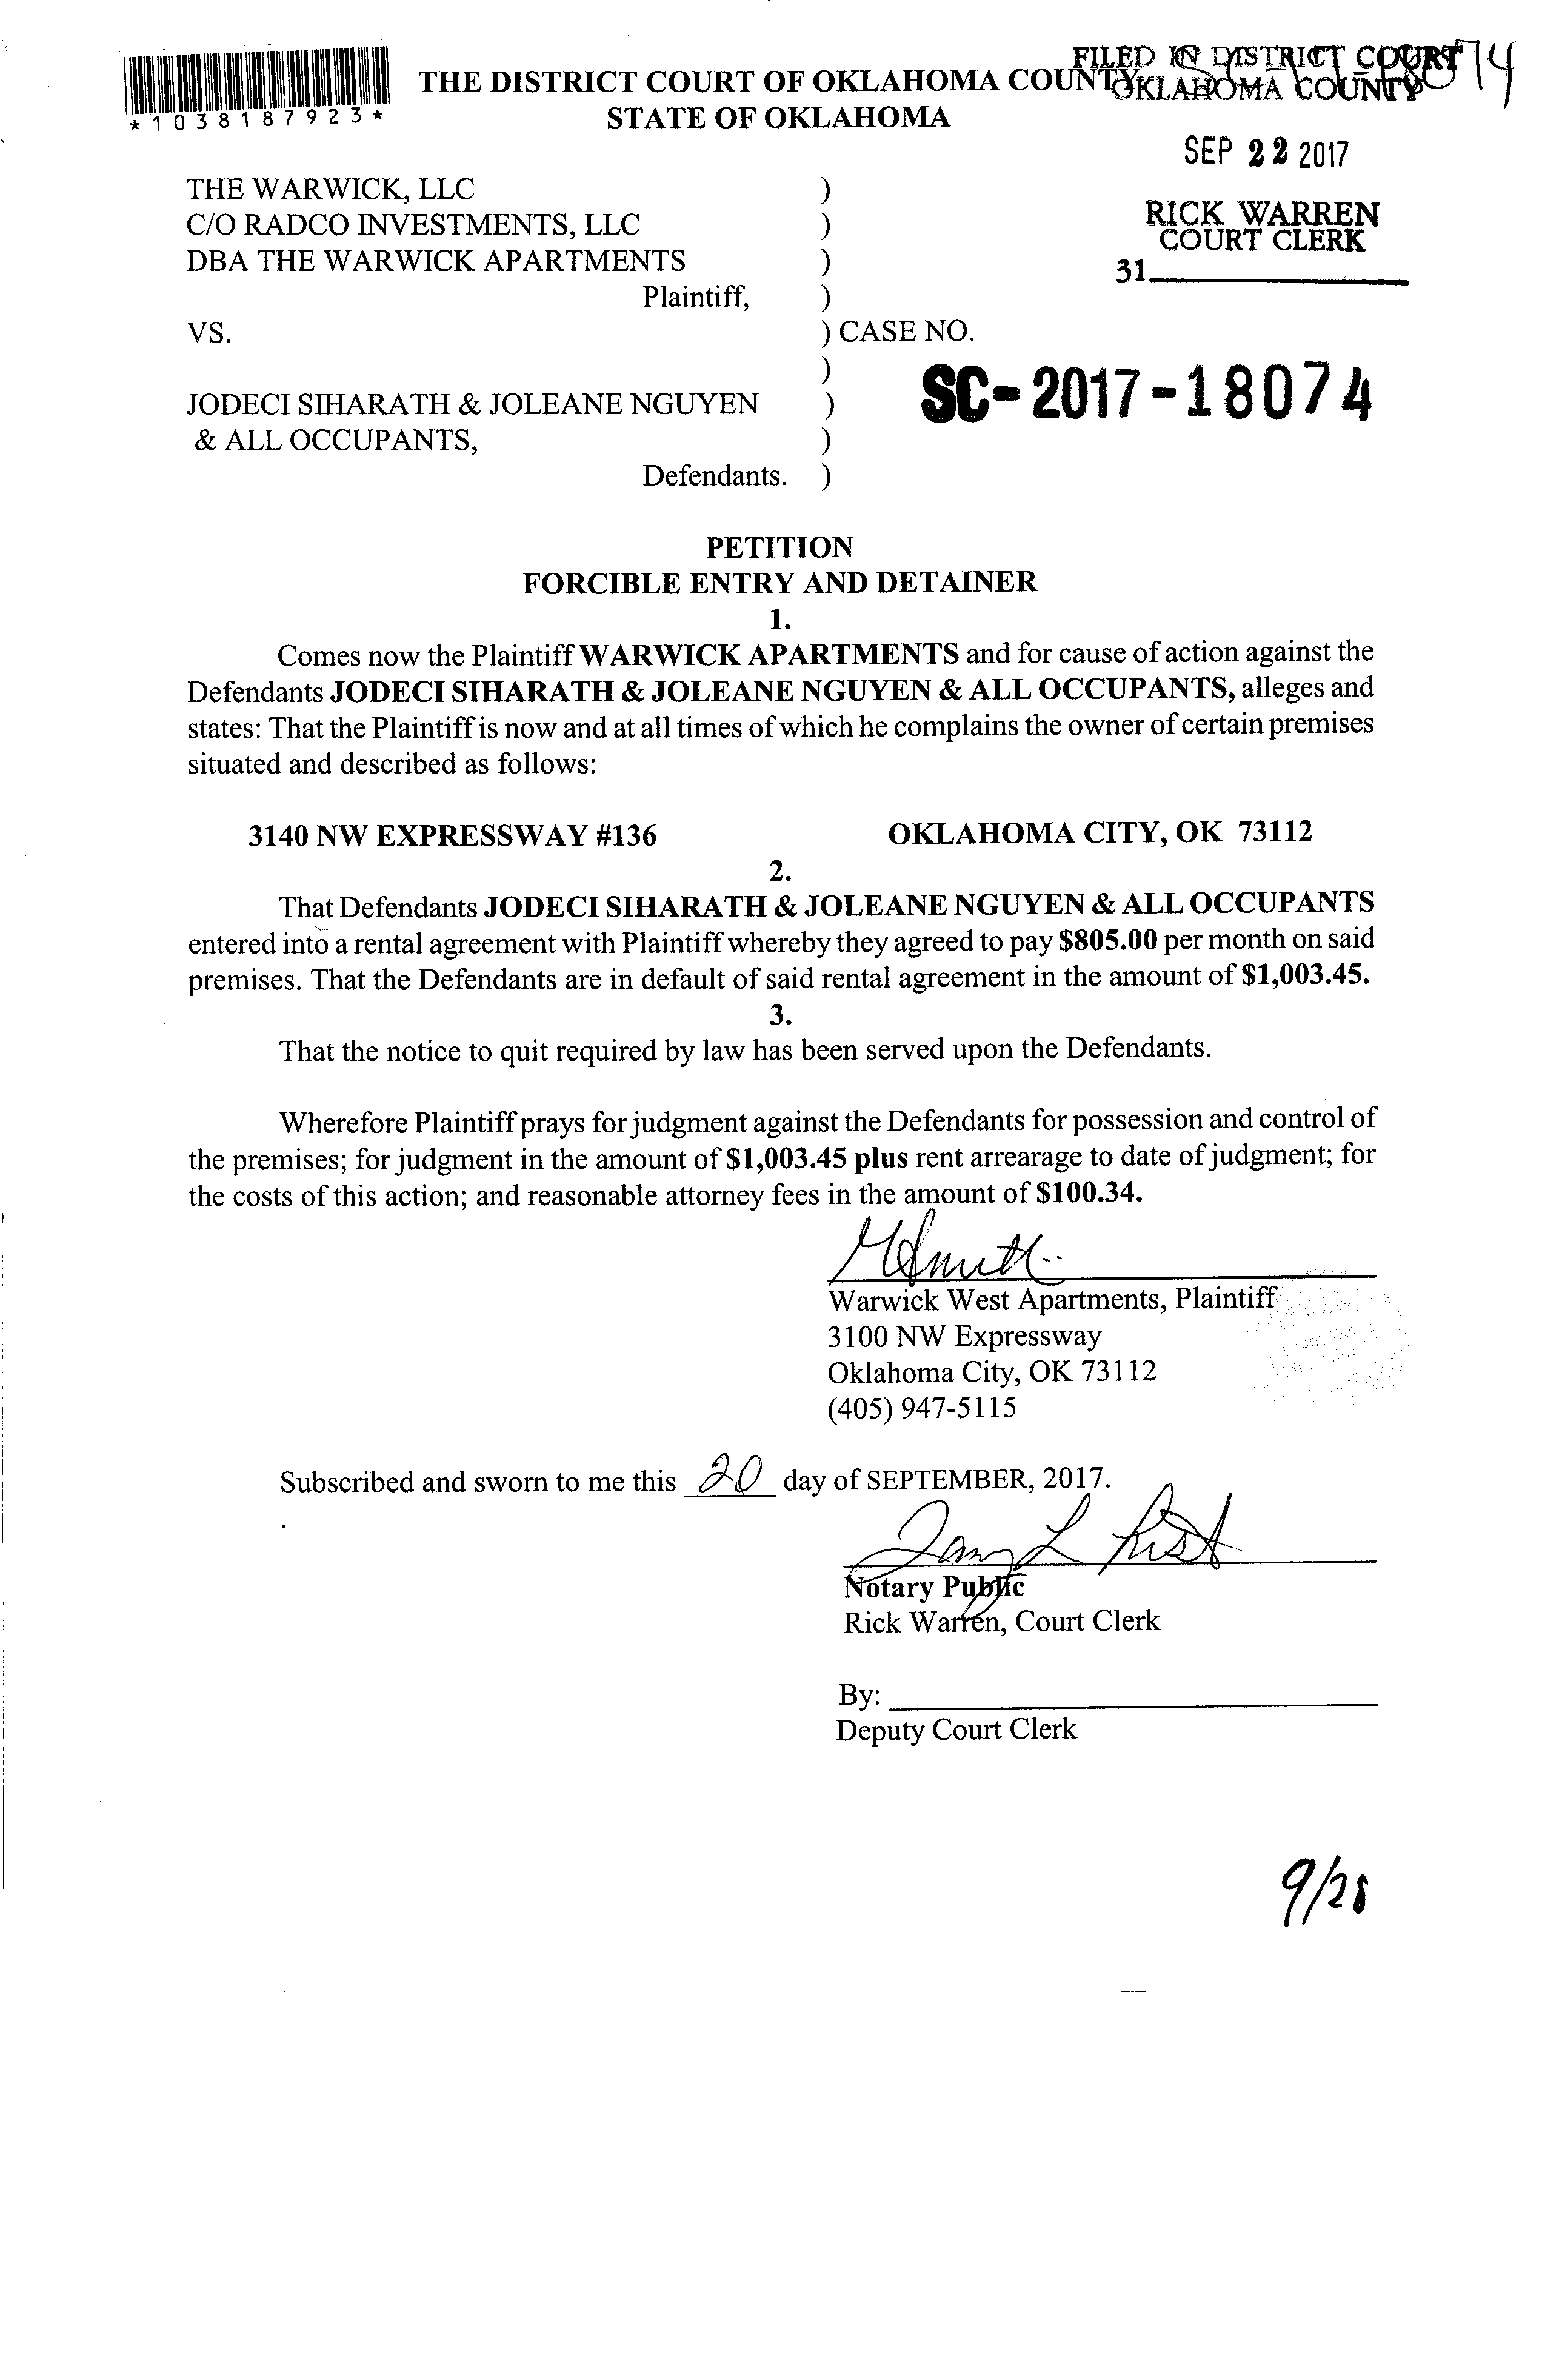 *1038187923*
THE DISTRICT COURT OF OKLAHOMA COUNTY
STATE OF OKLAHOMA
FILED IN DISTRICT COURT
OKLAHOMA COUNTY
SEP 22 2017
RICK WARREN
COURT CLERK
31
THE WARWICK, LLC )
C/O RADCO INVESTMENTS, LLC )
DBA THE WARWICK APARTMENTS )
Plaintiff, )
VS. ) CASE NO.
)
SC-2017-18074
JODECI SIHARATH & JOLEANE NGUYEN )
& ALL OCCUPANTS, )
Defendants. )
PETITION
FORCIBLE ENTRY AND DETAINER
1.
Comes now the Plaintiff WARWICK APARTMENTS and for cause of action against the
Defendants JODECI SIHARATH & JOLEANE NGUYEN & ALL OCCUPANTS, alleges and
states: That the Plaintiff is now and at all times of which he complains the owner of certain premises
situated and described as follows:
3140 NW EXPRESSWAY #136 OKLAHOMA CITY, OK 73112
2.
That Defendants JODECI SIHARATH & JOLEANE NGUYEN & ALL OCCUPANTS
entered into a rental agreement with Plaintiff whereby they agreed to pay $805.00 per month on said
premises. That the Defendants are in default of said rental agreement in the amount of $1,003.45.
3.
That the notice to quit required by law has been served upon the Defendants.
Wherefore Plaintiff prays for judgment against the Defendants for possession and control of
the premises; for judgment in the amount of $1,003.45 plus rent arrearage to date of judgment; for
the costs of this action; and reasonable attorney fees in the amount of $100.34.
Warwick West Apartments, Plaintiff
3100 NW Expressway
Oklahoma City, OK 73112
(405) 947-5115
Subscribed and sworn to me this 20 day of SEPTEMBER, 2017.
.
Notary Public
Rick Warren, Court Clerk
By:
Deputy Court Clerk
9/28